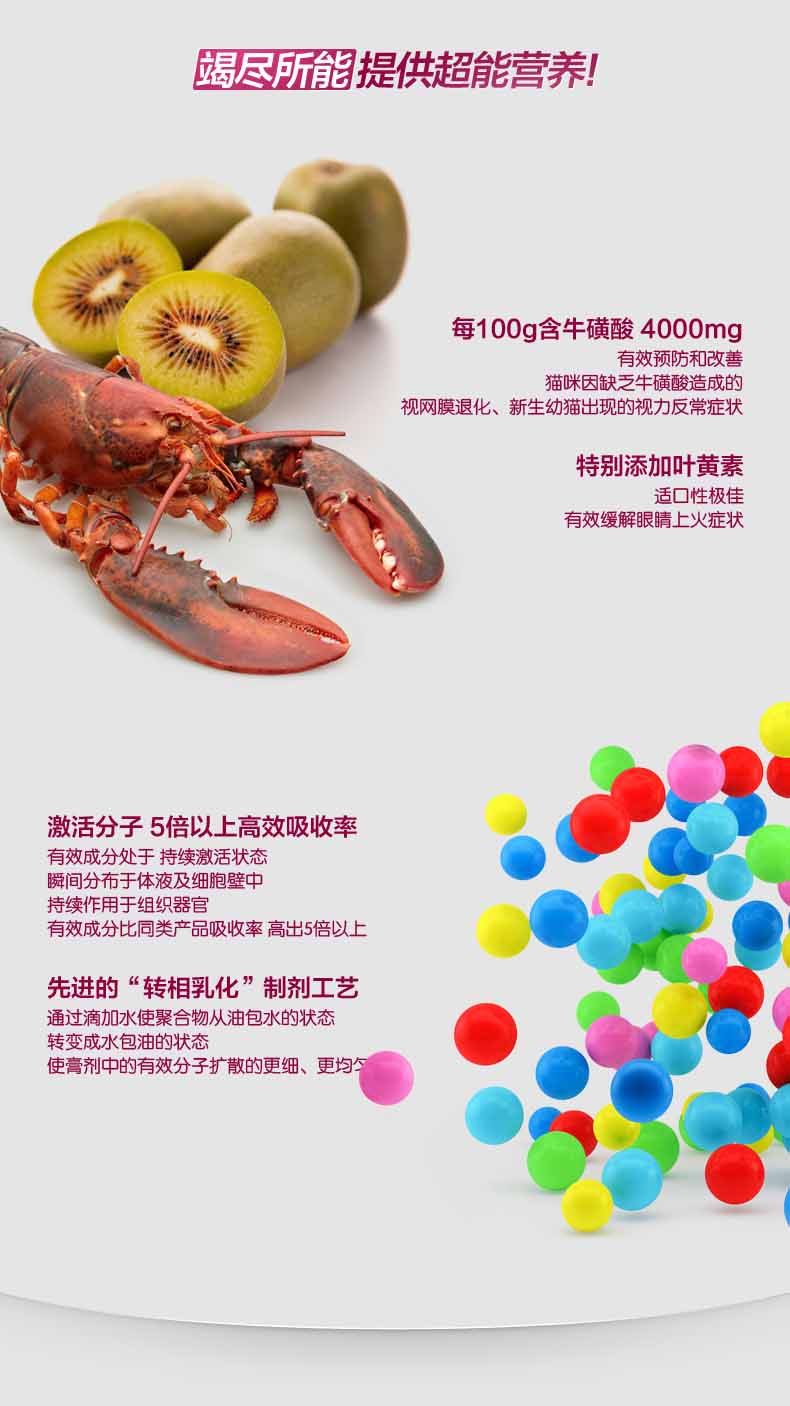 竭尽所能 提供超能营养!
每100g含牛磺酸 4000mg
有效预防和改善
猫咪因缺乏牛磺酸造成的
视网膜退化、新生幼猫出现的视力反常症状
特别添加叶黄素
适口性极佳
有效缓解眼睛上火症状
激活分子 5倍以上高效吸收率
有效成分处于 持续激活状态
瞬间分布于体液及细胞壁中
持续作用于组织器官
有效成分比同类产品吸收率 高出5倍以上
先进的“转相乳化”制剂工艺
通过滴加水使聚合物从油包水的状态
转变成水包油的状态
使膏剂中的有效分子扩散的更细、更均匀